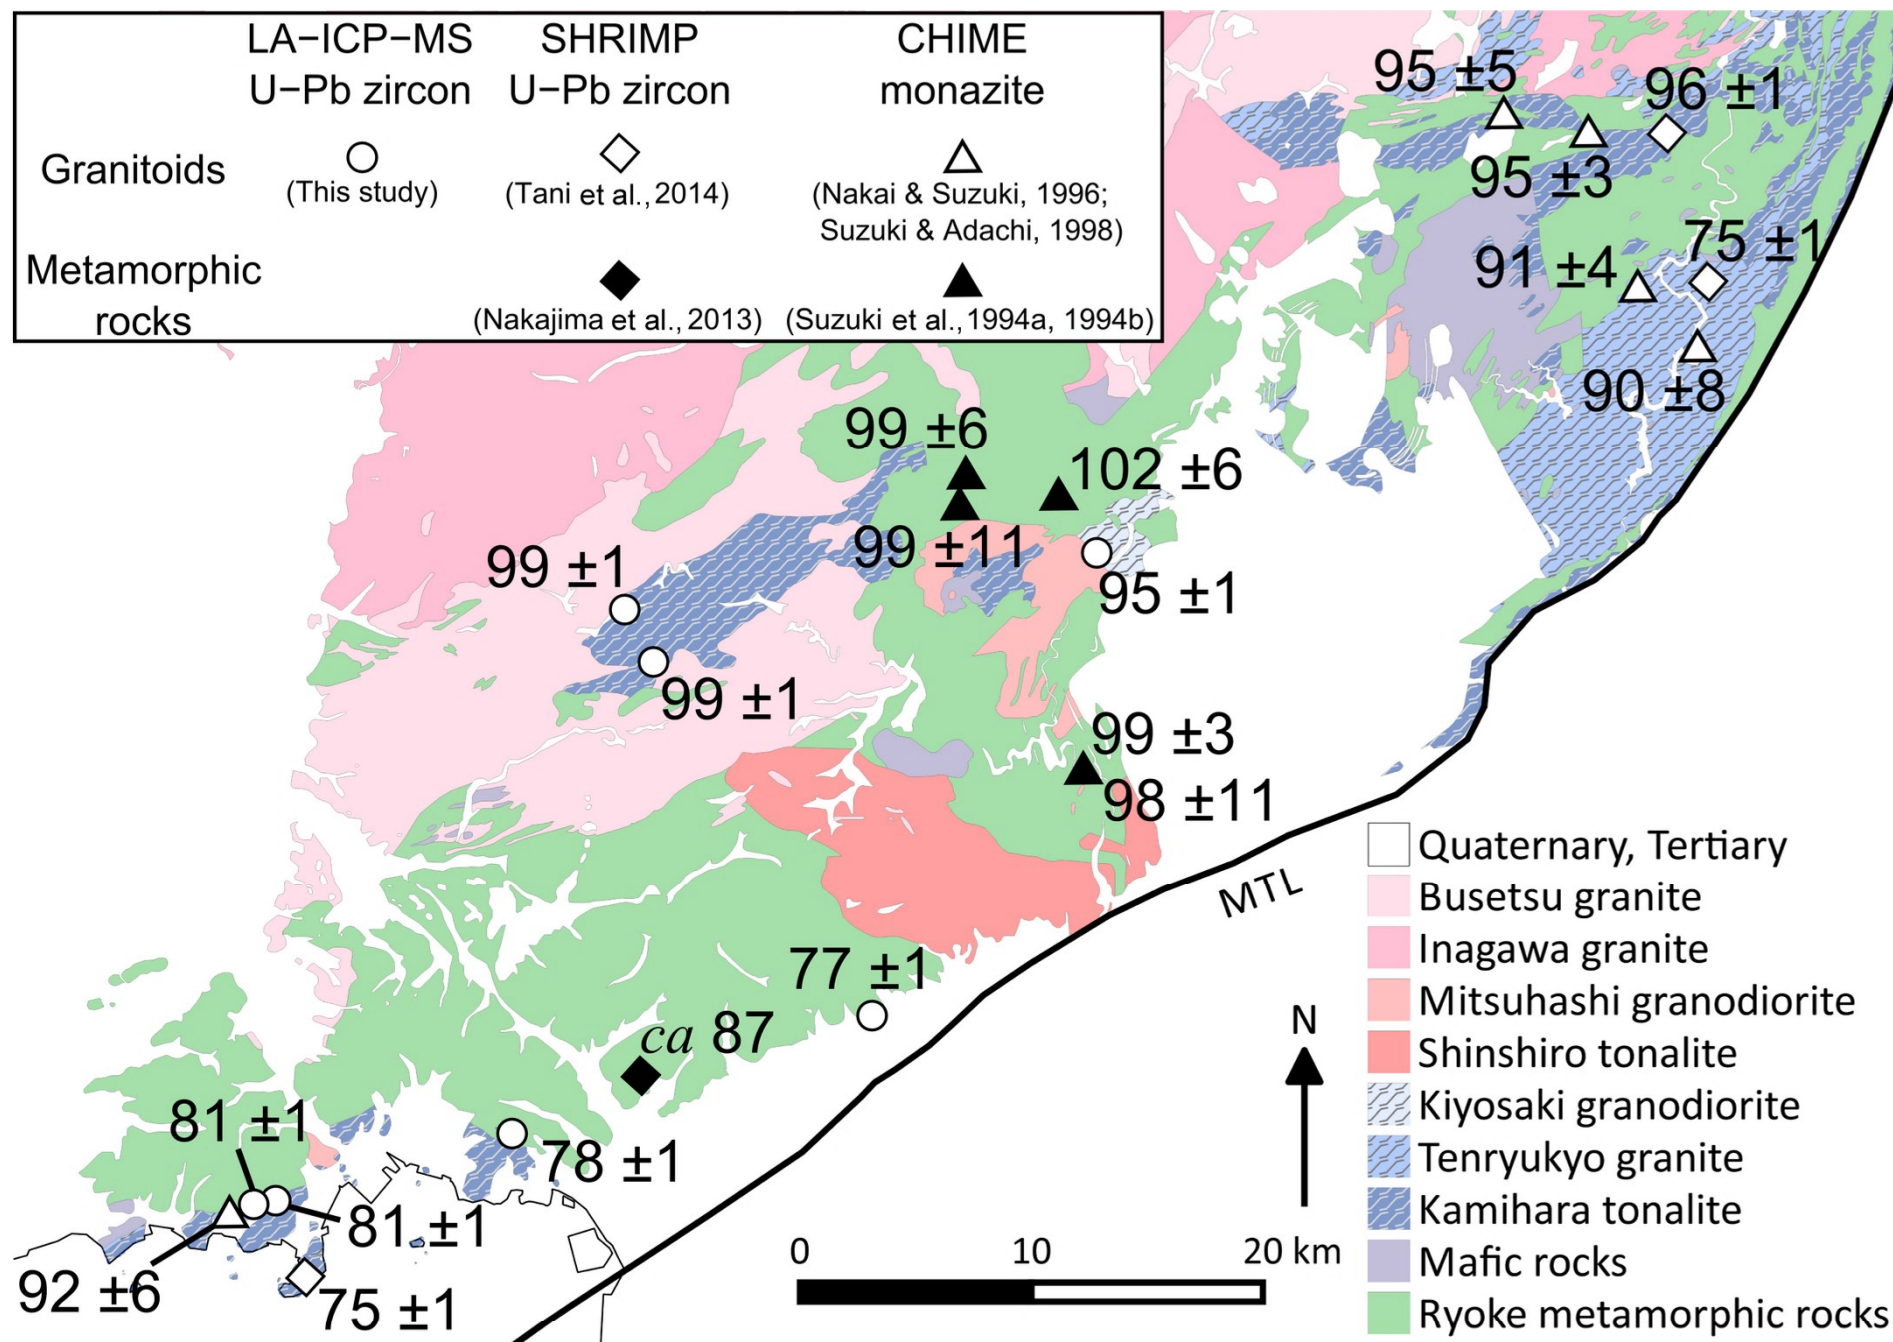 LA−ICP−MS
U−Pb zircon
SHRIMP
U−Pb zircon
CHIME
monazite
Granitoids
(This study)
(Tani et al., 2014)
(Nakai & Suzuki, 1996;
Suzuki & Adachi, 1998)
Metamorphic
rocks
(Nakajima et al., 2013)
(Suzuki et al., 1994a, 1994b)
95 ±5
96 ±1
95 ±3
75 ±1
91 ±4
90 ±8
99 ±6
102 ±6
99 ±11
99 ±1
95 ±1
99 ±1
99 ±3
98 ±11
MTL
77 ±1
ca 87
81 ±1
78 ±1
81 ±1
92 ±6
75 ±1
N
0
10
20 km
Quaternary, Tertiary
Busetsu granite
Inagawa granite
Mitsuhashi granodiorite
Shinshiro tonalite
Kiyosaki granodiorite
Tenryukyo granite
Kamihara tonalite
Mafic rocks
Ryoke metamorphic rocks